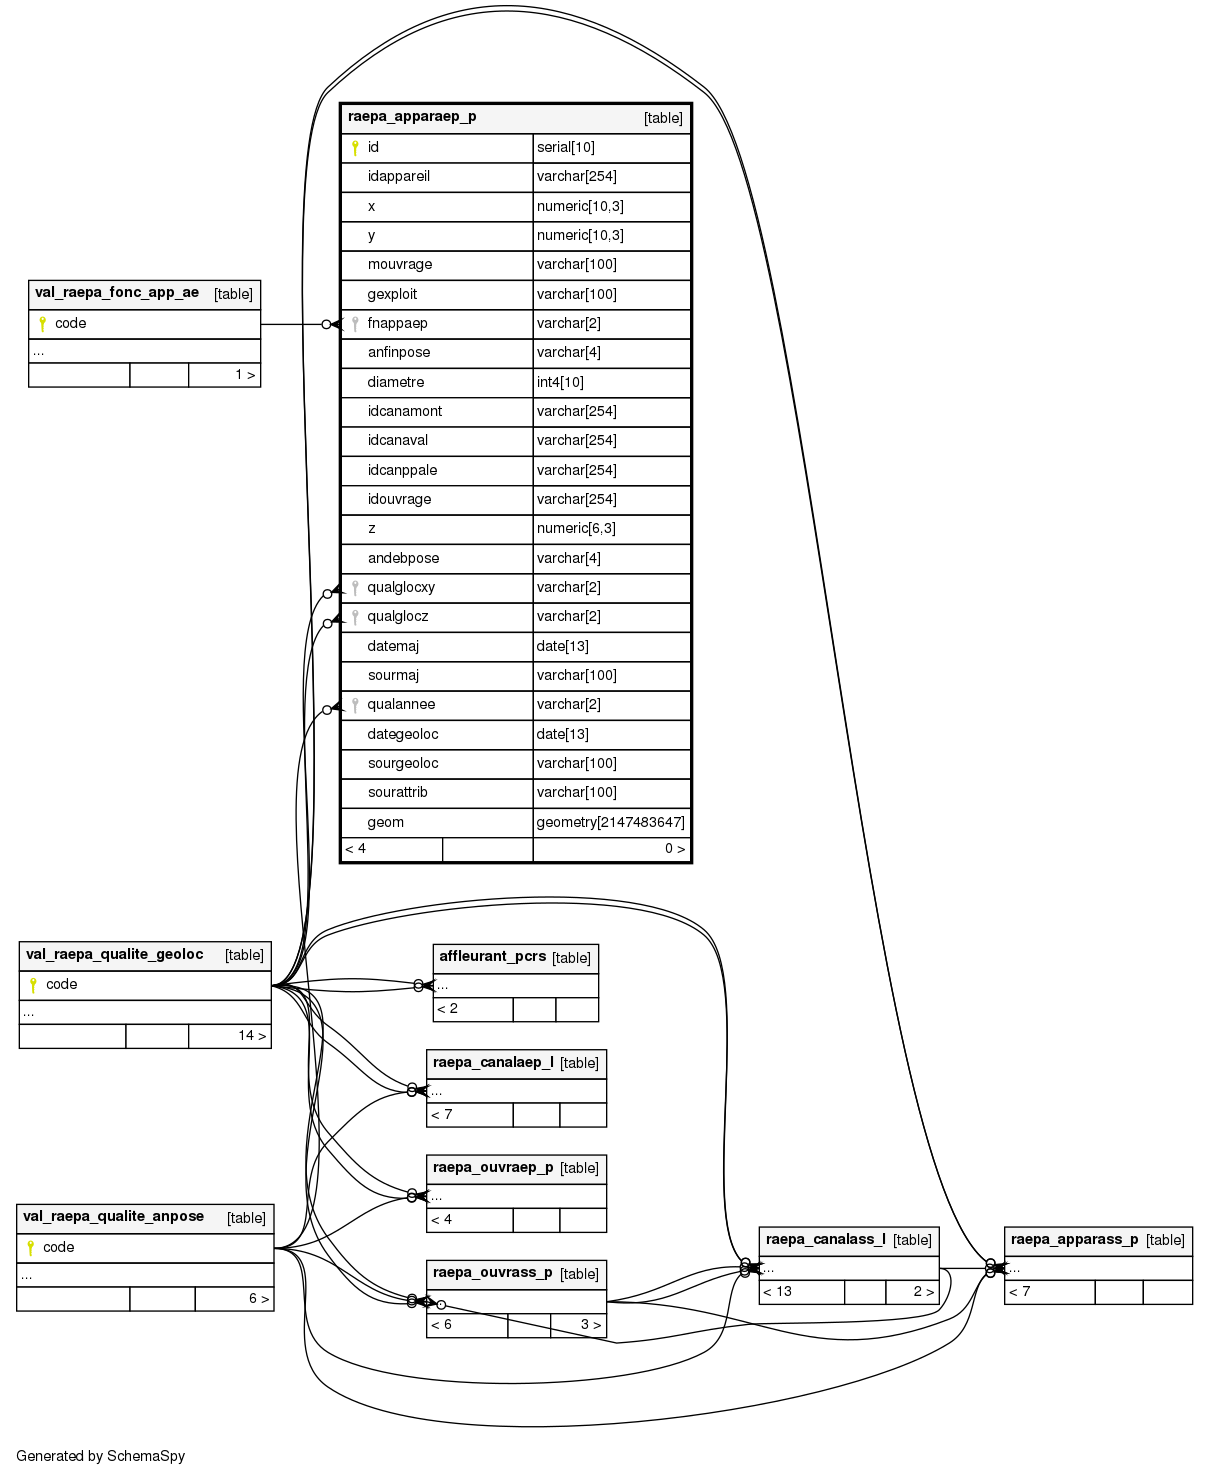 raepa_apparaep_p [table]
id serial[10]
idappareil varchar[254]
x numeric[10,3]
y numeric[10,3]
mouvrage varchar[100]
gexploit varchar[100]
fnappaep varchar[2]
anfinpose varchar[4]
diametre int4[10]
idcanamont varchar[254]
idcanaval varchar[254]
idcanppale varchar[254]
idouvrage varchar[254]
z numeric[6,3]
andebpose varchar[4]
qualglocxy varchar[2]
qualglocz varchar[2]
datemaj date[13]
sourmaj varchar[100]
qualannee varchar[2]
dategeoloc date[13]
sourgeoloc varchar[100]
sourattrib varchar[100]
geom geometry[2147483647]
< 4 0 >
val_raepa_fonc_app_ae [table]
code
...
1 >
val_raepa_qualite_geoloc [table]
code
...
14 >
affleurant_pcrs [table]
...
< 2
raepa_canalaep_l [table]
...
< 7
raepa_ouvraep_p [table]
...
< 4
val_raepa_qualite_anpose [table]
code
...
6 >
raepa_ouvrass_p [table]
...
< 6 3 >
raepa_canalass_l [table]
...
< 13 2 >
raepa_apparass_p [table]
...
< 7
Generated by SchemaSpy